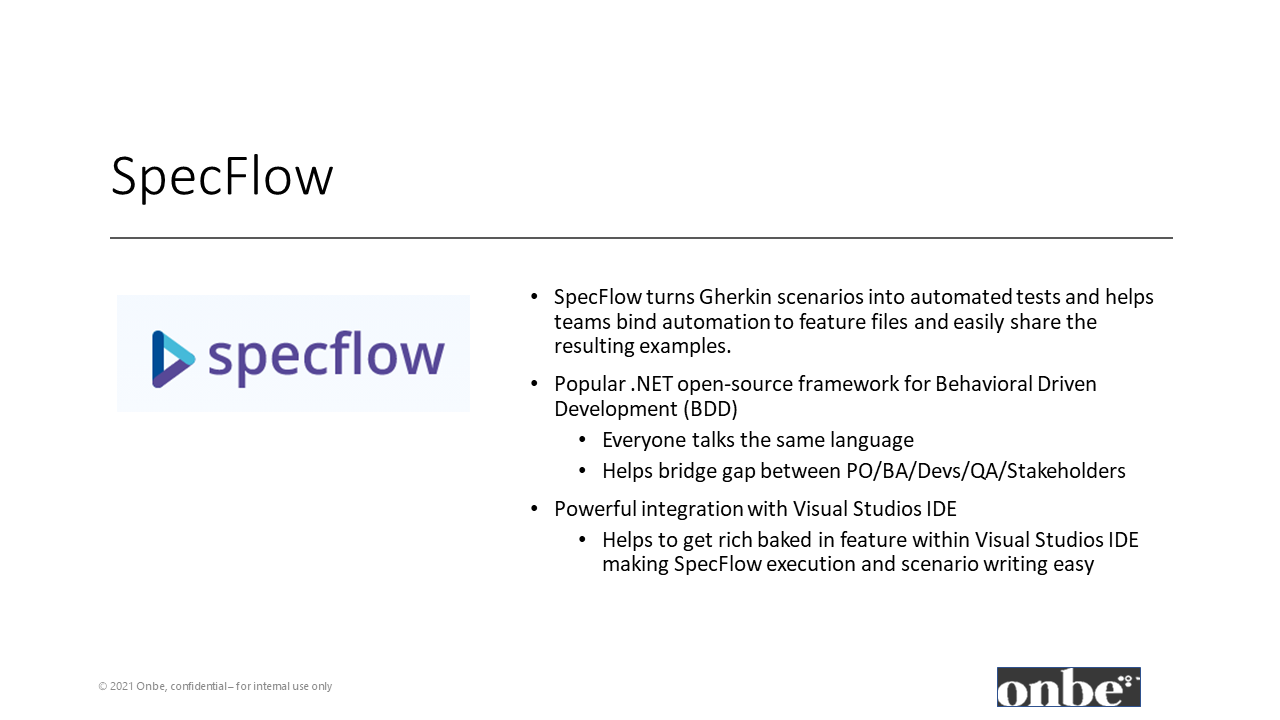 SpecFlow
specflow
• SpecFlow turns Gherkin scenarios into automated tests and helps
teams bind automation to feature files and easily share the
resulting examples.
• Popular .NET open-source framework for Behavioral Driven
Development (BDD)
• Everyone talks the same language
• Helps bridge gap between PO/BA/Devs/QA/Stakeholders
• Powerful integration with Visual Studios IDE
• Helps to get rich baked in feature within Visual Studios IDE
making SpecFlow execution and scenario writing easy
© 2021 Onbe, confidential – for internal use only
onbe